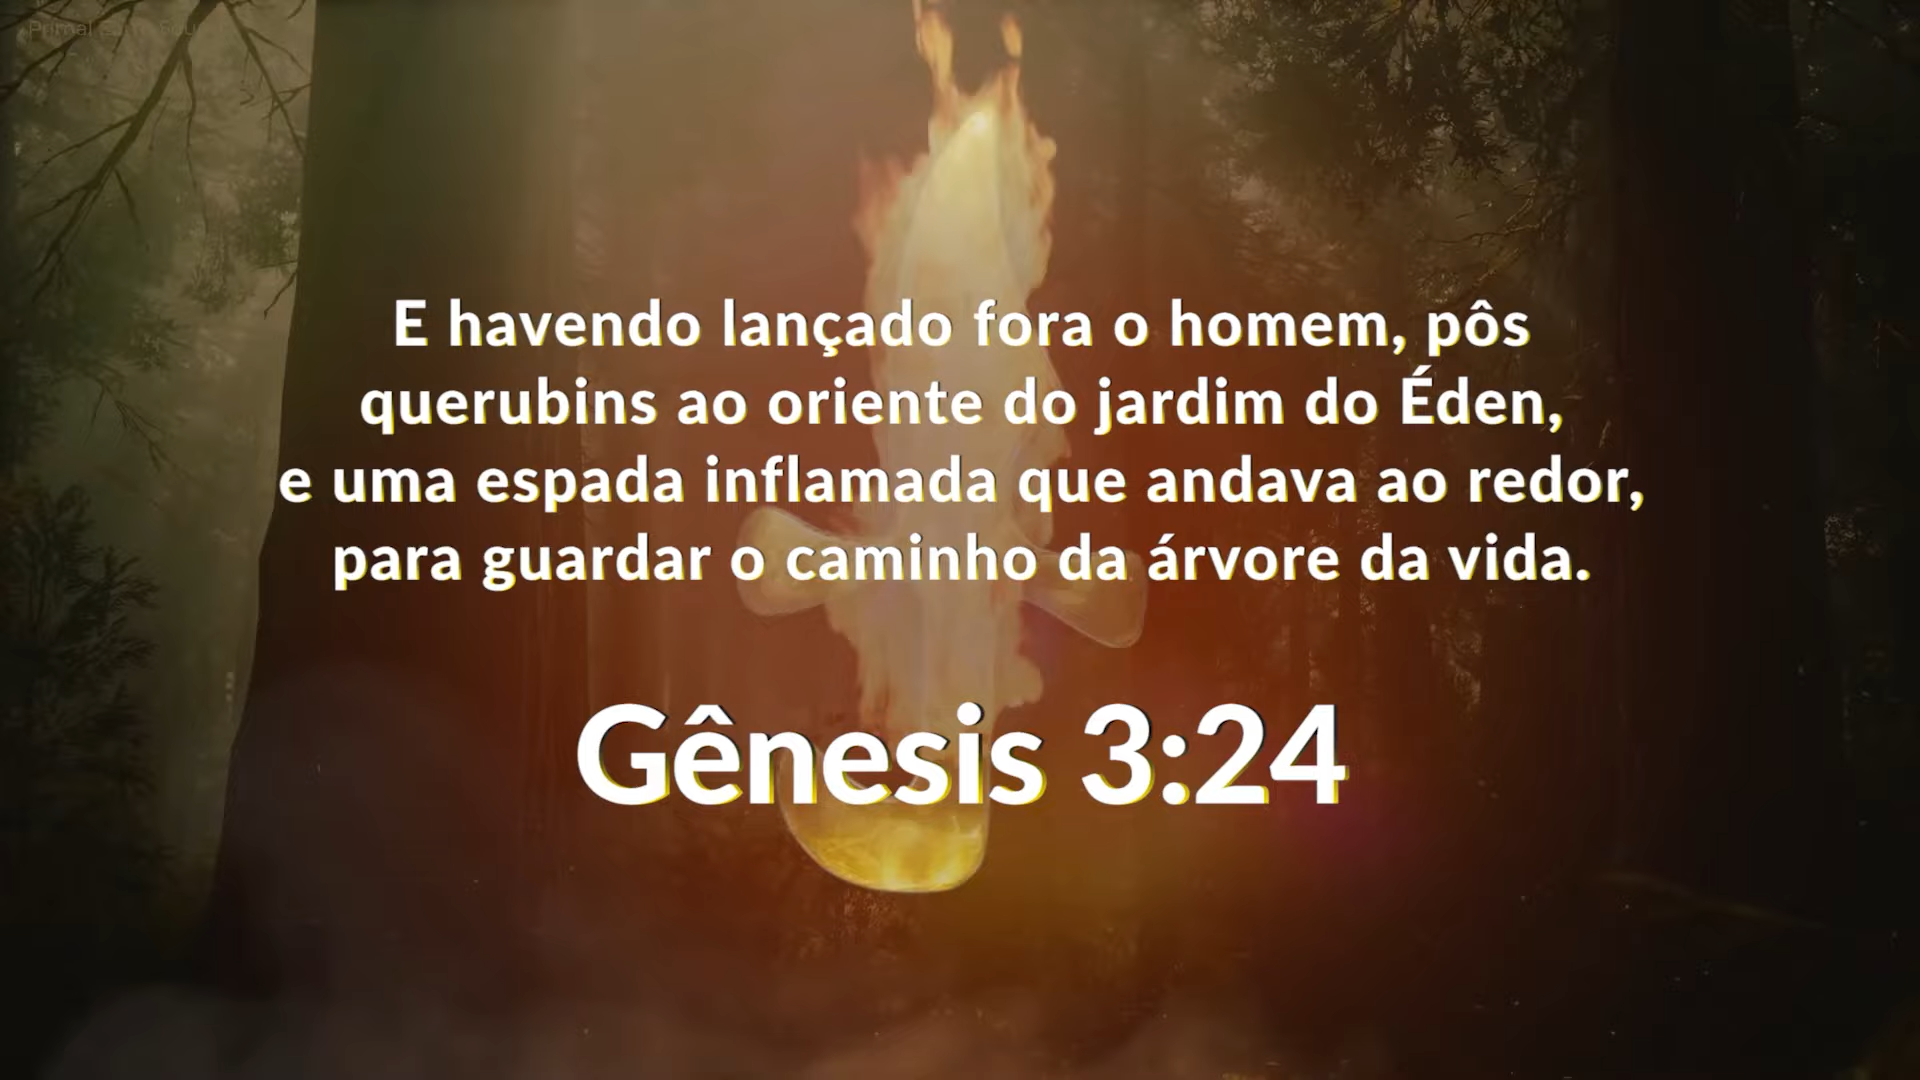 E havendo lançado fora o homem, pôs
querubins ao oriente do jardim do Éden,
e uma espada inflamada que andava ao redor,
para guardar o caminho da árvore da vida.
Gênesis 3:24